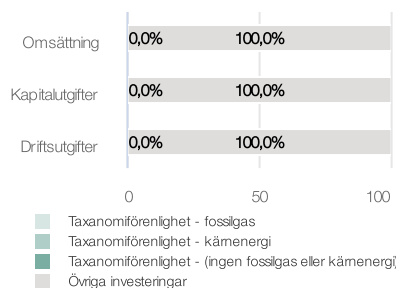 Omsättning 0,0% 100,0%
Kapitalutgifter 0,0% 100,0%
Driftsutgifter 0,0% 100,0%
0 50 100
Taxanomiförenlighet - fossilgas
Taxanomiförenlighet - kärnenergi
Taxanomiförenlighet - (ingen fossilgas eller kärnenergi)
Övriga investeringar